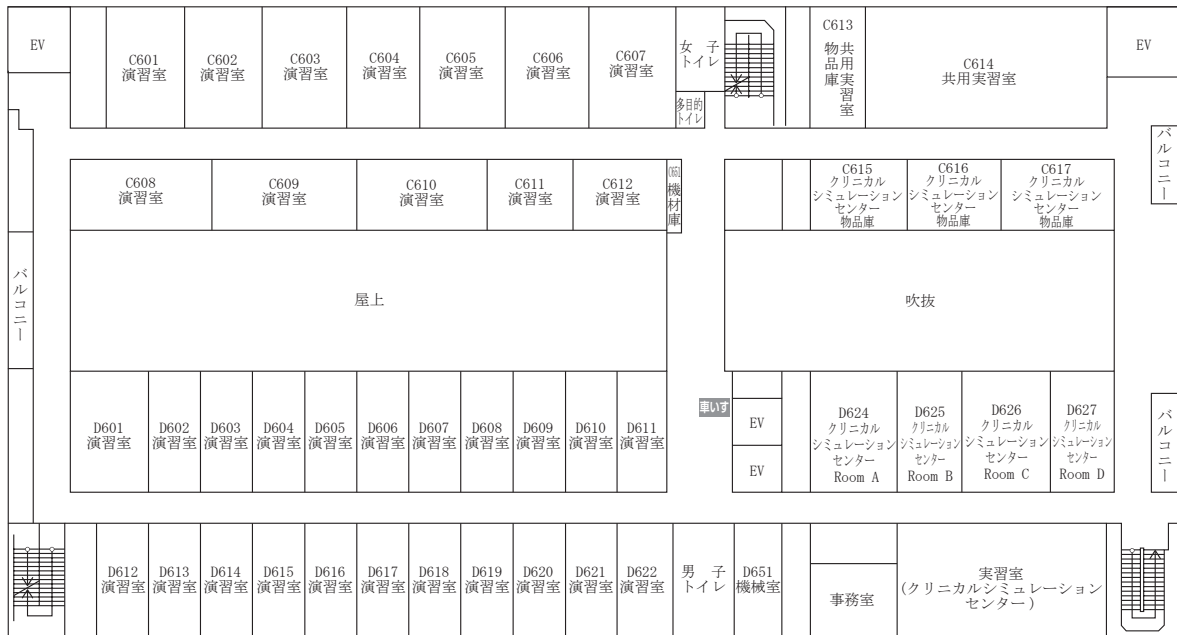 EV
C601
演習室
C602
演習室
C603
演習室
C604
演習室
C605
演習室
C606
演習室
C607
演習室
女 子
トイレ
多目的
トイレ
C613
共用実習室
物品庫
C614
共用実習室
EV
バルコニー
C608
演習室
C609
演習室
C610
演習室
C611
演習室
C612
演習室
C651
機材庫
C615
クリニカル
シミュレーション
センター
物品庫
C616
クリニカル
シミュレーション
センター
物品庫
C617
クリニカル
シミュレーション
センター
物品庫
バルコニー
屋上
吹抜
D601
演習室
D602
演習室
D603
演習室
D604
演習室
D605
演習室
D606
演習室
D607
演習室
D608
演習室
D609
演習室
D610
演習室
D611
演習室
車いす
EV
EV
D624
クリニカル
シミュレーション
センター
Room A
D625
クリニカル
シミュレーション
センター
Room B
D626
クリニカル
シミュレーション
センター
Room C
D627
クリニカル
シミュレーション
センター
Room D
バルコニー
D612
演習室
D613
演習室
D614
演習室
D615
演習室
D616
演習室
D617
演習室
D618
演習室
D619
演習室
D620
演習室
D621
演習室
D622
演習室
男 子
トイレ
D651
機械室
事務室
実習室
(クリニカルシミュレーション
センター)